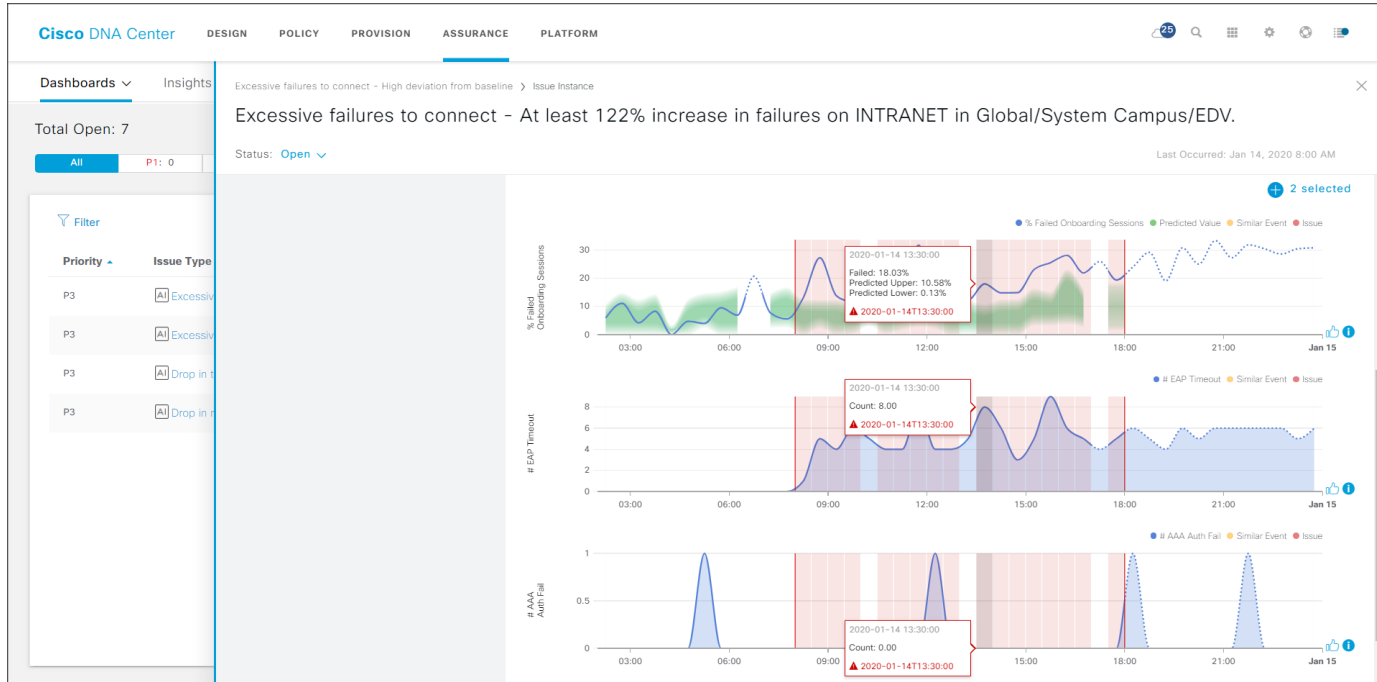 Cisco DNA Center DESIGN POLICY PROVISION ASSURANCE PLATFORM 25
Dashboards Insights
Total Open: 7
All P1: 0
Filter
Priority Issue Type
P3 AI Excessiv
P3 AI Excessiv
P3 AI Drop in t
P3 AI Drop in r
Excessive failures to connect - High deviation from baseline > Issue Instance
Excessive failures to connect - At least 122% increase in failures on INTRANET in Global/System Campus/EDV.
Status: Open Last Occurred: Jan 14, 2020 8:00 AM
2 selected
% Failed Onboarding Sessions Predicted Value Similar Event Issue
% Failed
Onboarding Sessions
30
20
10
0
2020-01-14 13:30:00
Failed: 18.03%
Predicted Upper: 10.58%
Predicted Lower: 0.13%
2020-01-14T13:30:00
03:00 06:00 09:00 12:00 15:00 18:00 21:00 Jan 15
# EAP Timeout Similar Event Issue
# EAP Timeout
8
6
4
2
0
2020-01-14 13:30:00
Count: 8.00
2020-01-14T13:30:00
03:00 06:00 09:00 12:00 15:00 18:00 21:00 Jan 15
# AAA Auth Fail Similar Event Issue
# AAA
Auth Fail
1
0.5
0
2020-01-14 13:30:00
Count: 0.00
2020-01-14T13:30:00
03:00 06:00 09:00 15:00 18:00 21:00 Jan 15